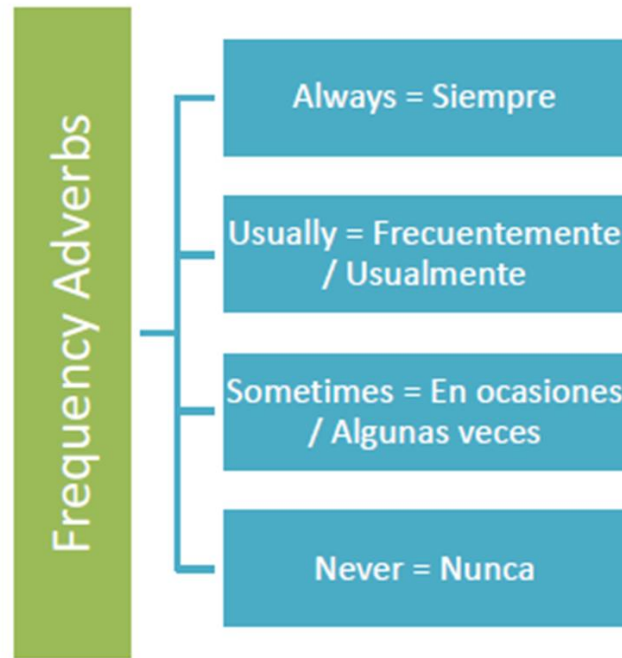 Frequency Adverbs
Always = Siempre
Usually = Frecuentemente
/ Usualmente
Sometimes = En ocasiones
/ Algunas veces
Never = Nunca